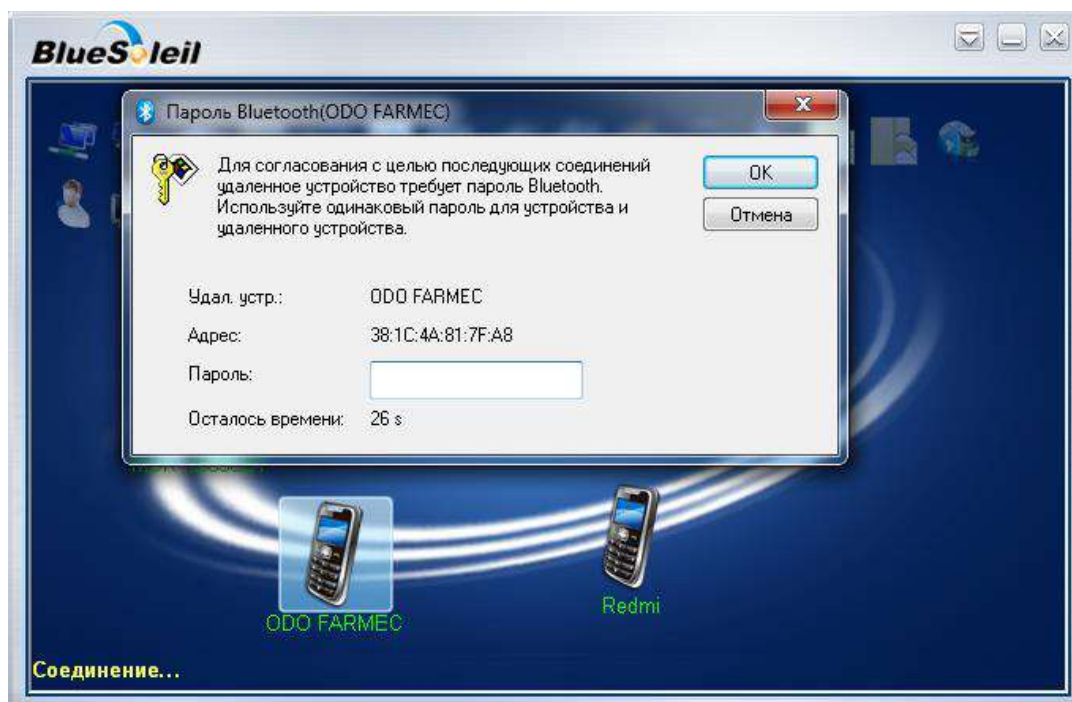 BlueSoleil
Пароль Bluetooth(ODO FARMEC)
Для согласования с целью последующих соединений
удаленное устройство требует пароль Bluetooth.
Используйте одинаковый пароль для устройства и
удаленного устройства.
OK
Отмена
Удал. устр.: ODO FARMEC
Адрес: 38:1C:4A:81:7F:A8
Пароль:
Осталось времени: 26 s
ODO FARMEC
Redmi
Соединение...